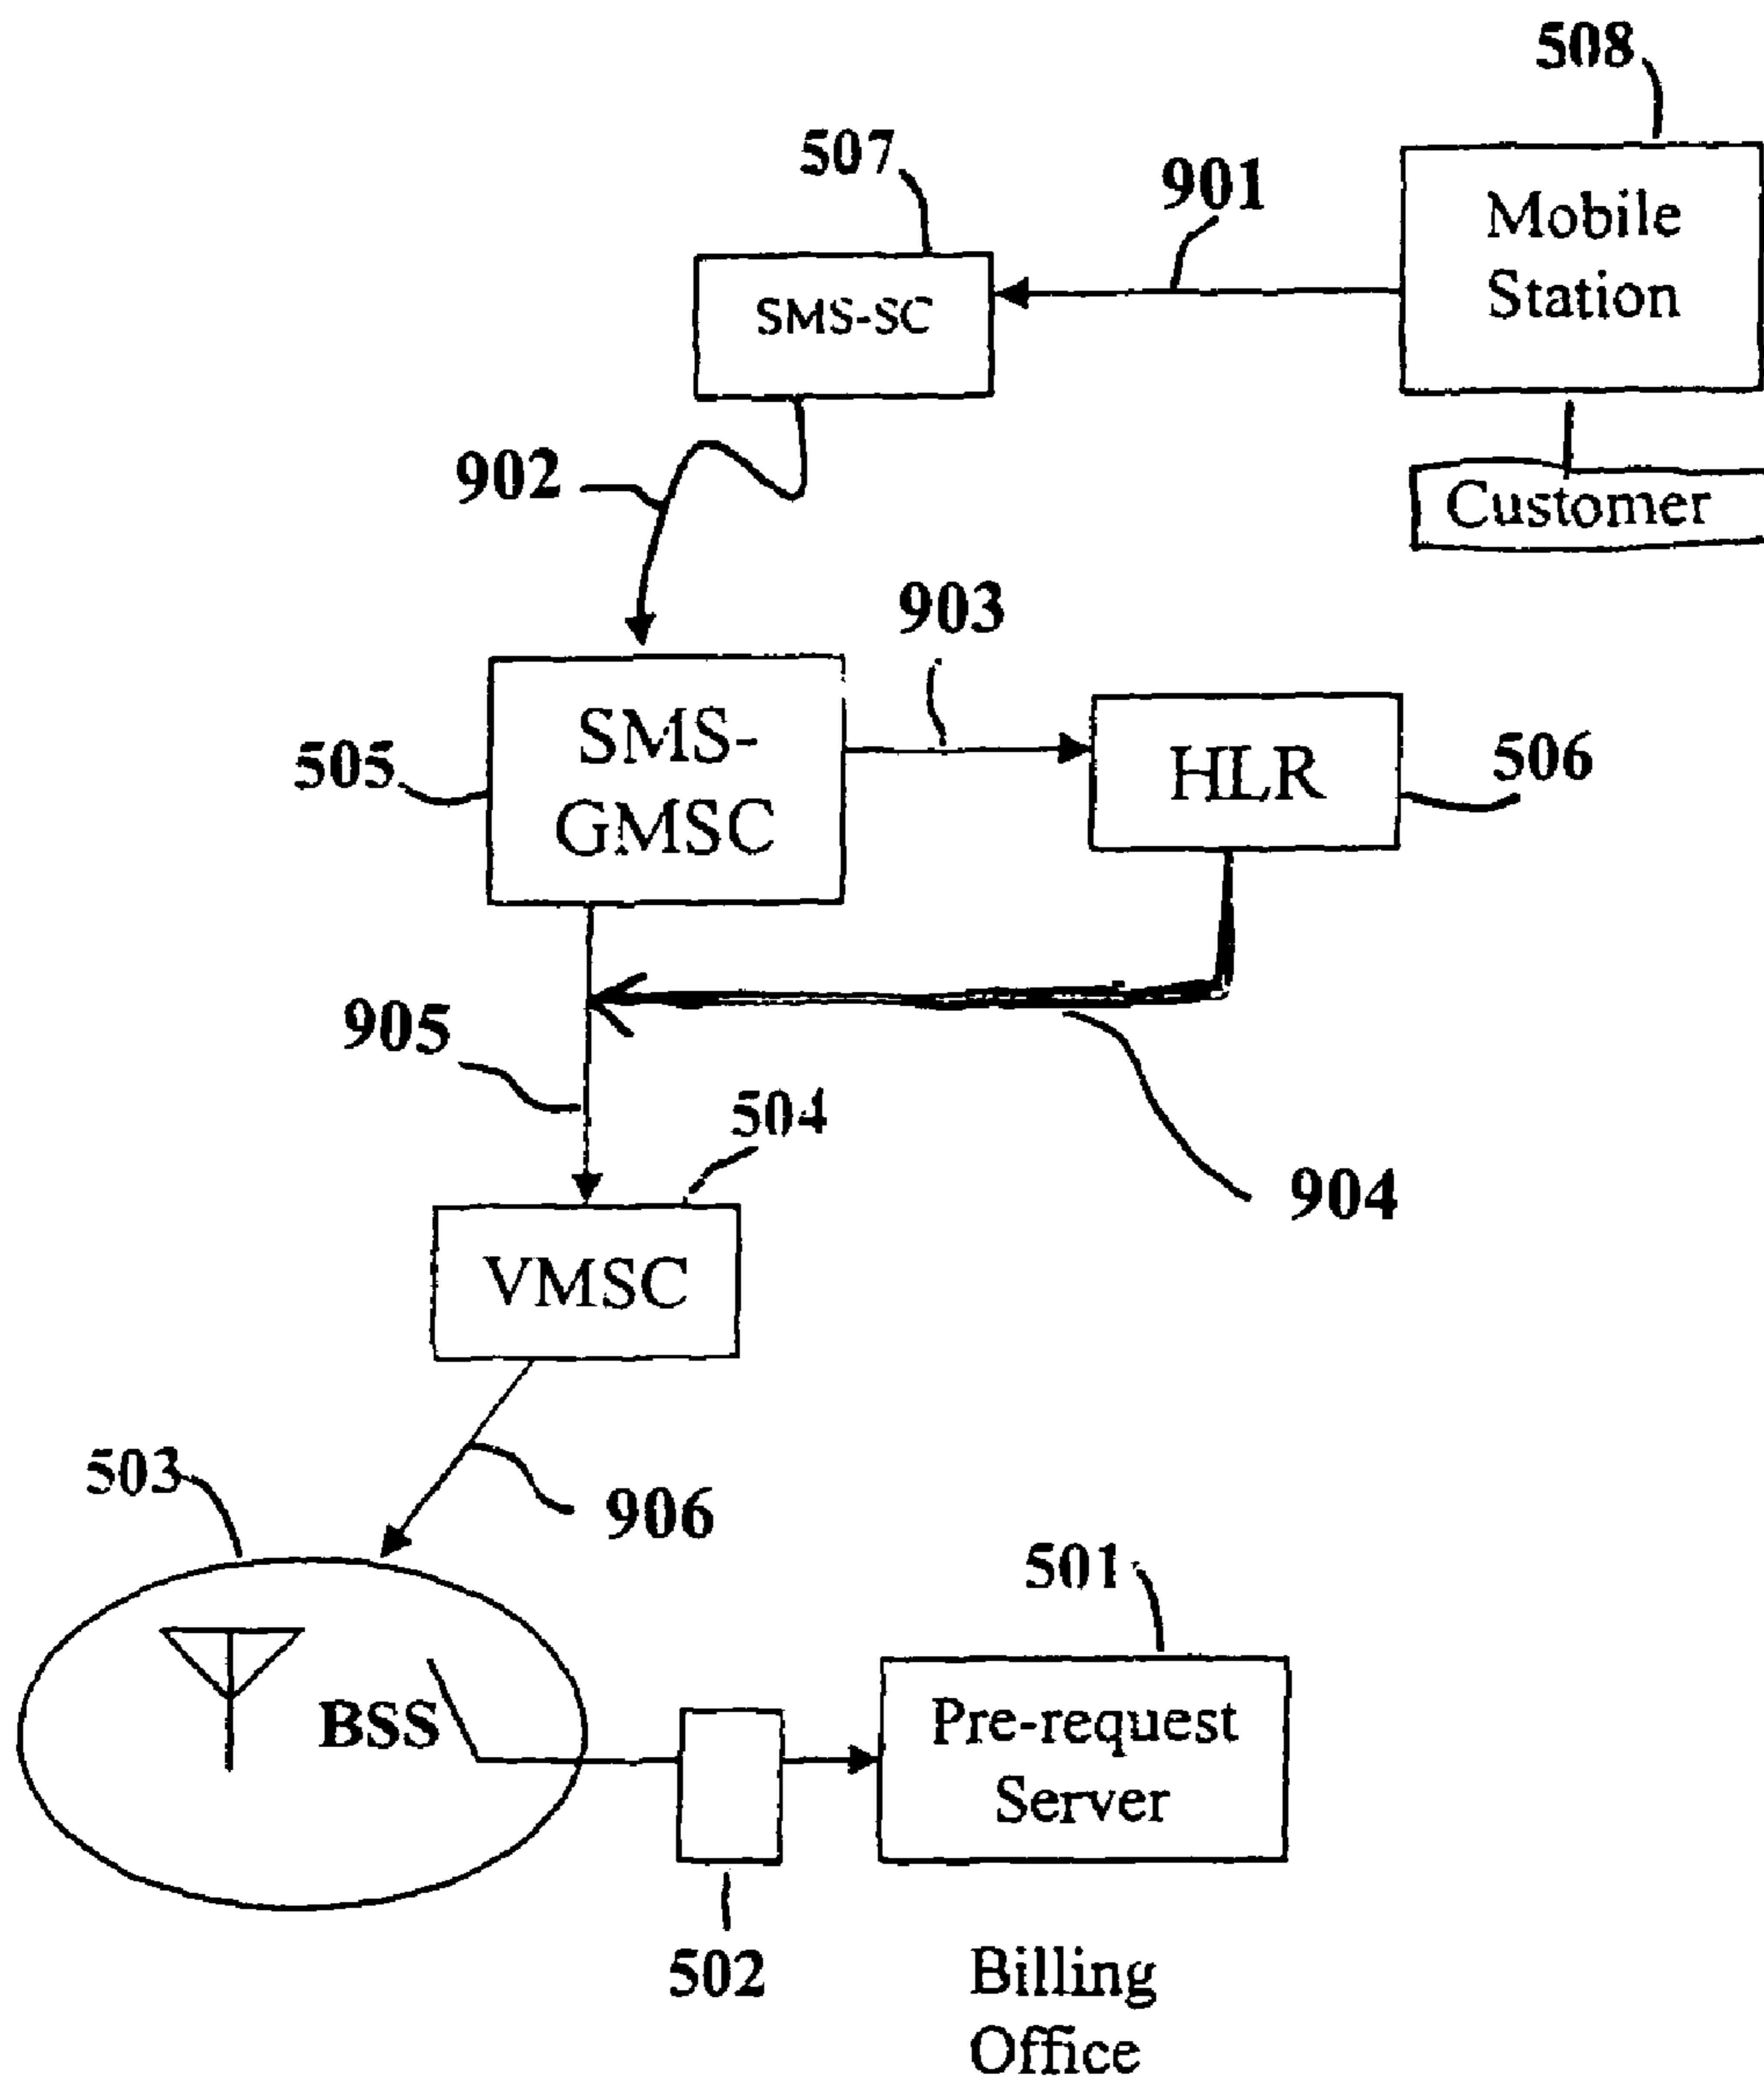 508
507
901
Mobile
Station
SMS-SC
902
Customer
903
SMS-
GMSC
505
HLR
506
905
504
904
VMSC
503
906
501
BSS
Pre-request
Server
502
Billing
Office